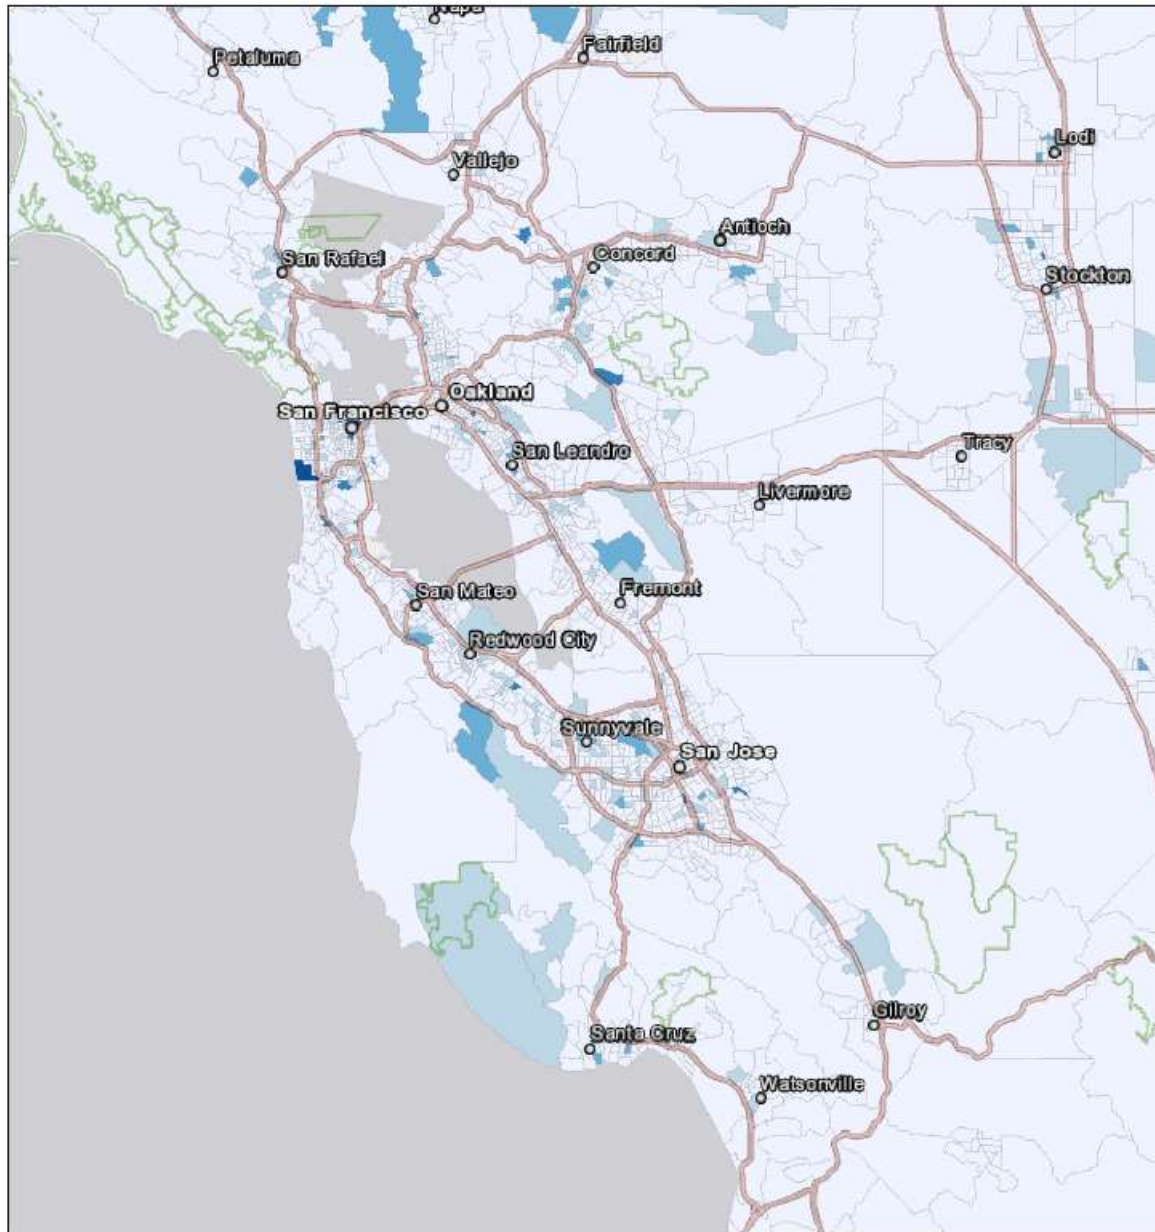 Napa
Petaluma
Fairfield
Lodi
Vallejo
Antioch
San Rafael
Concord
Stockton
Oakland
San Francisco
San Leandro
Tracy
Livermore
San Mateo
Fremont
Redwood City
Sunnyvale
San Jose
Gilroy
Santa Cruz
Watsonville